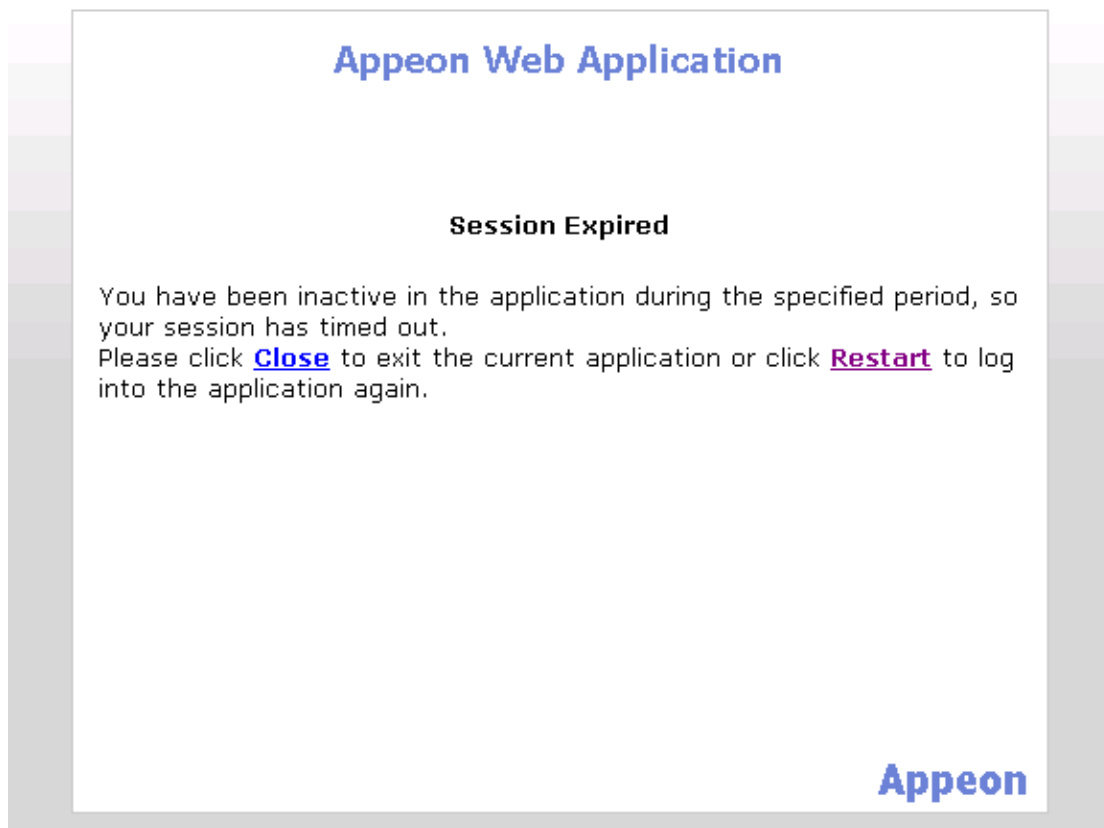 Appeon Web Application
Session Expired
You have been inactive in the application during the specified period, so
your session has timed out.
Please click Close to exit the current application or click Restart to log
into the application again.
Appeon